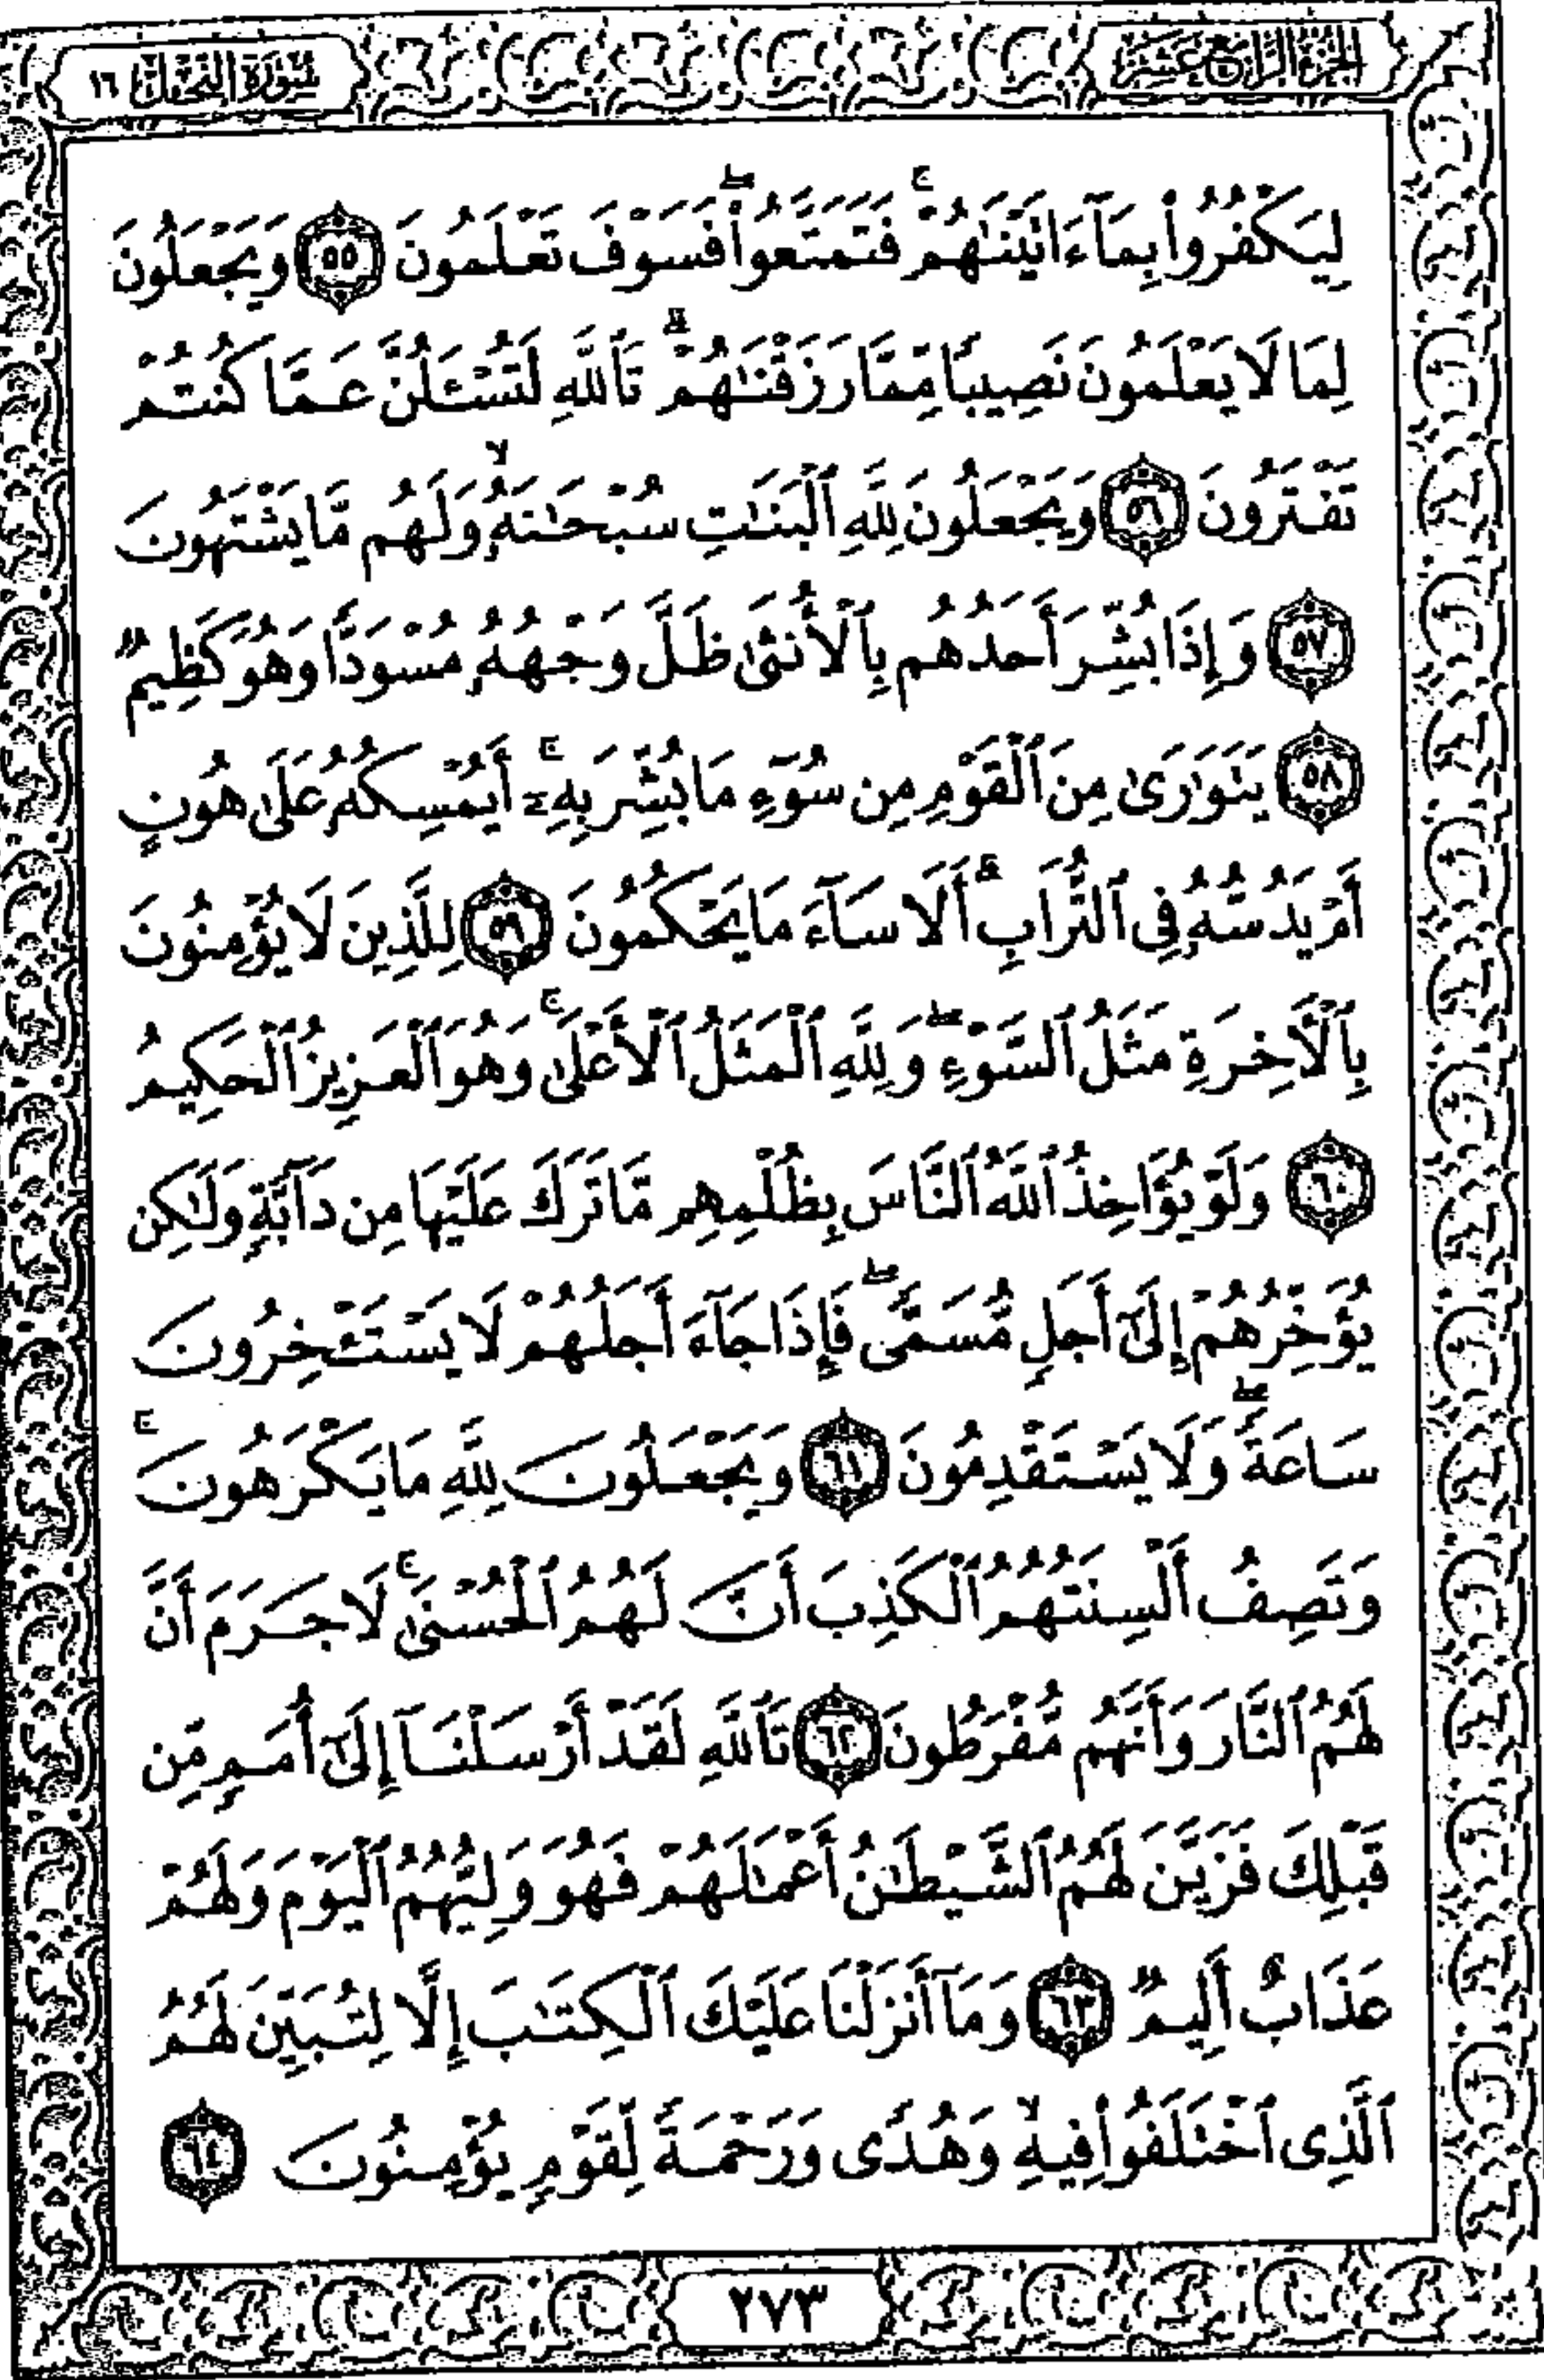 الجزء الرابع عشر
سورة النحل ١٦
لِيَكْفُرُوا۟ بِمَآ ءَاتَيْنَٰهُمْ ۚ فَتَمَتَّعُوا۟ ۖ فَسَوْفَ تَعْلَمُونَ ٥٥ وَيَجْعَلُونَ
لِمَا لَا يَعْلَمُونَ نَصِيبًا مِّمَّا رَزَقْنَٰهُمْ ۗ تَٱللَّهِ لَتُسْـَٔلُنَّ عَمَّا كُنتُمْ
تَفْتَرُونَ ٥٦ وَيَجْعَلُونَ لِلَّهِ ٱلْبَنَٰتِ سُبْحَٰنَهُۥ ۙ وَلَهُم مَّا يَشْتَهُونَ
٥٧ وَإِذَا بُشِّرَ أَحَدُهُم بِٱلْأُنثَىٰ ظَلَّ وَجْهُهُۥ مُسْوَدًّا وَهُوَ كَظِيمٌ
٥٨ يَتَوَٰرَىٰ مِنَ ٱلْقَوْمِ مِن سُوٓءِ مَا بُشِّرَ بِهِۦٓ ۚ أَيُمْسِكُهُۥ عَلَىٰ هُونٍ
أَمْ يَدُسُّهُۥ فِى ٱلتُّرَابِ ۗ أَلَا سَآءَ مَا يَحْكُمُونَ ٥٩ لِلَّذِينَ لَا يُؤْمِنُونَ
بِٱلْـَٔاخِرَةِ مَثَلُ ٱلسَّوْءِ ۖ وَلِلَّهِ ٱلْمَثَلُ ٱلْأَعْلَىٰ ۚ وَهُوَ ٱلْعَزِيزُ ٱلْحَكِيمُ
٦٠ وَلَوْ يُؤَاخِذُ ٱللَّهُ ٱلنَّاسَ بِظُلْمِهِم مَّا تَرَكَ عَلَيْهَا مِن دَآبَّةٍ وَلَٰكِن
يُؤَخِّرُهُمْ إِلَىٰٓ أَجَلٍ مُّسَمًّى ۖ فَإِذَا جَآءَ أَجَلُهُمْ لَا يَسْتَـْٔخِرُونَ
سَاعَةً ۖ وَلَا يَسْتَقْدِمُونَ ٦١ وَيَجْعَلُونَ لِلَّهِ مَا يَكْرَهُونَ ۚ
وَتَصِفُ أَلْسِنَتُهُمُ ٱلْكَذِبَ أَنَّ لَهُمُ ٱلْحُسْنَىٰ ۚ لَا جَرَمَ أَنَّ
لَهُمُ ٱلنَّارَ وَأَنَّهُم مُّفْرَطُونَ ٦٢ تَٱللَّهِ لَقَدْ أَرْسَلْنَآ إِلَىٰٓ أُمَمٍ مِّن
قَبْلِكَ فَزَيَّنَ لَهُمُ ٱلشَّيْطَٰنُ أَعْمَٰلَهُمْ فَهُوَ وَلِيُّهُمُ ٱلْيَوْمَ وَلَهُمْ
عَذَابٌ أَلِيمٌ ٦٣ وَمَآ أَنزَلْنَا عَلَيْكَ ٱلْكِتَٰبَ إِلَّا لِتُبَيِّنَ لَهُمُ
ٱلَّذِى ٱخْتَلَفُوا۟ فِيهِ ۙ وَهُدًى وَرَحْمَةً لِّقَوْمٍ يُؤْمِنُونَ ٦٤
٢٧٣